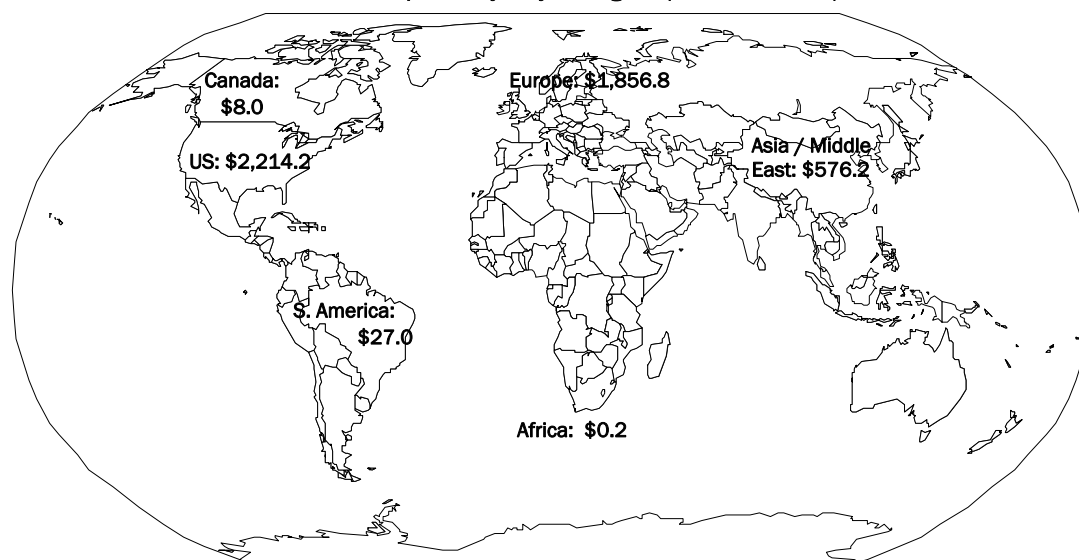 Canada:
$8.0
Europe: $1,856.8
US: $2,214.2
Asia / Middle
East: $576.2
S. America:
$27.0
Africa: $0.2